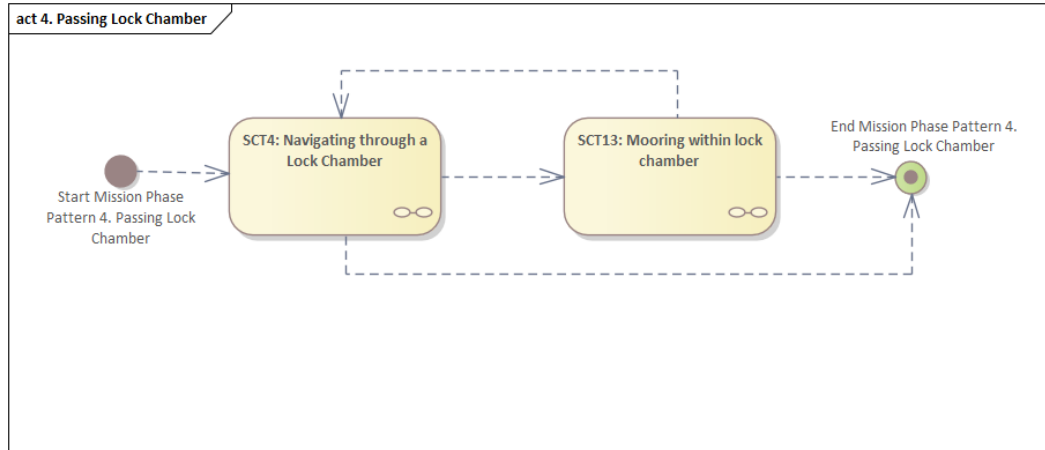 act 4. Passing Lock Chamber
SCT4: Navigating through a
Lock Chamber
SCT13: Mooring within lock
chamber
End Mission Phase Pattern 4.
Passing Lock Chamber
Start Mission Phase
Pattern 4. Passing Lock
Chamber